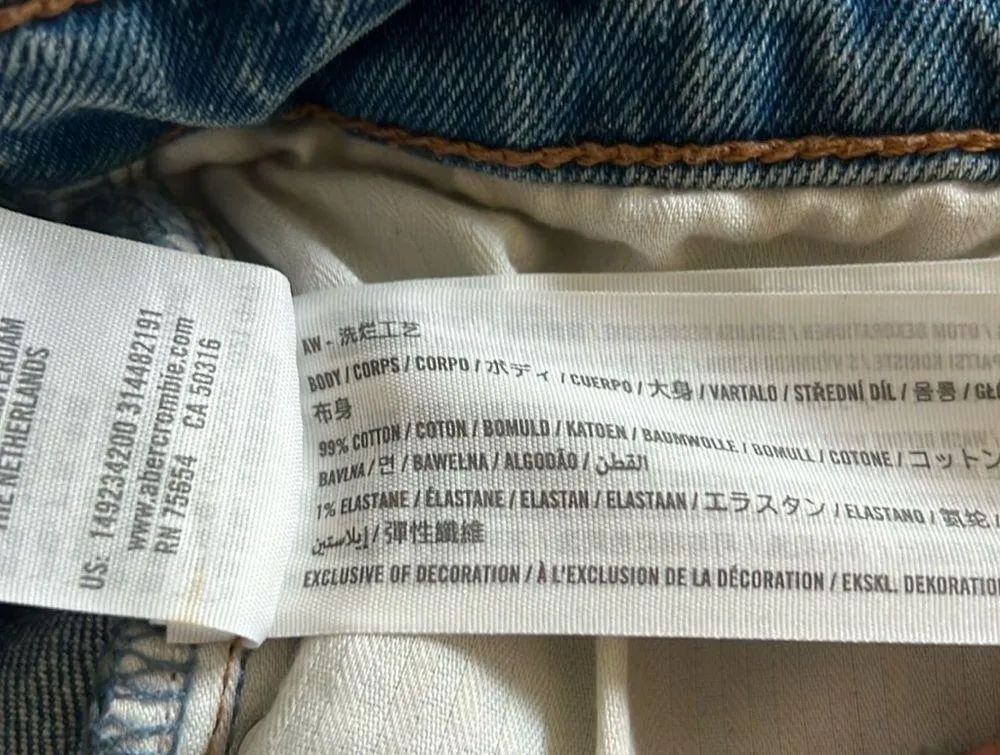 THE NETHERLANDS
US: 149234200 314482191
www.abercrombie.com
RN 75654 CA 50316
AW - 洗烂工艺
BODY / CORPS / CORPO / ボディ / CUERPO / 大身 / VARTALO / STŘEDNÍ DÍL / 몸통 /
布身
99% COTTON / COTON / BOMULD / KATOEN / BAUMWOLLE / BOMULL / COTONE / コットン
BAVLNA / 면 / BAWEŁNA / ALGODÃO / القطن
1% ELASTANE / ÉLASTANE / ELASTAN / ELASTAAN / エラスタン / ELASTANO / 氨纶
إيلاستين / 彈性纖維
EXCLUSIVE OF DECORATION / À L'EXCLUSION DE LA DÉCORATION / EKSKL. DEKORATIO